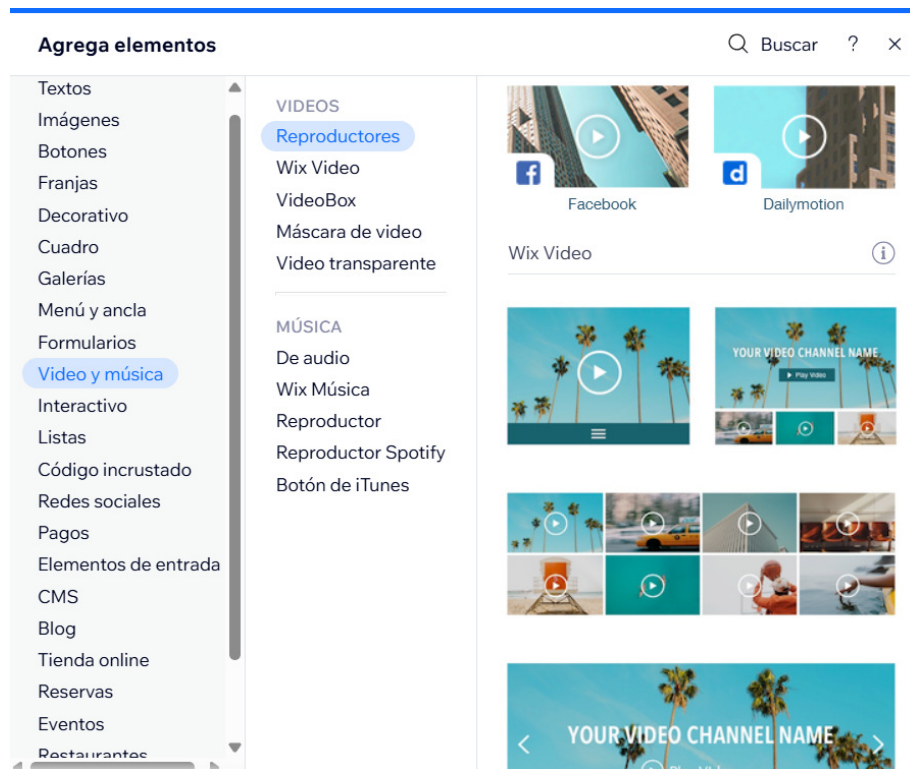 Agrega elementos
Buscar
?
Textos
Imágenes
Botones
Franjas
Decorativo
Cuadro
Galerías
Menú y ancla
Formularios
Video y música
Interactivo
Listas
Código incrustado
Redes sociales
Pagos
Elementos de entrada
CMS
Blog
Tienda online
Reservas
Eventos
Restaurantes
VIDEOS
Reproductores
Wix Video
VideoBox
Máscara de video
Video transparente
MÚSICA
De audio
Wix Música
Reproductor
Reproductor Spotify
Botón de iTunes
Facebook
Dailymotion
Wix Video
YOUR VIDEO CHANNEL NAME
Play Video
YOUR VIDEO CHANNEL NAME